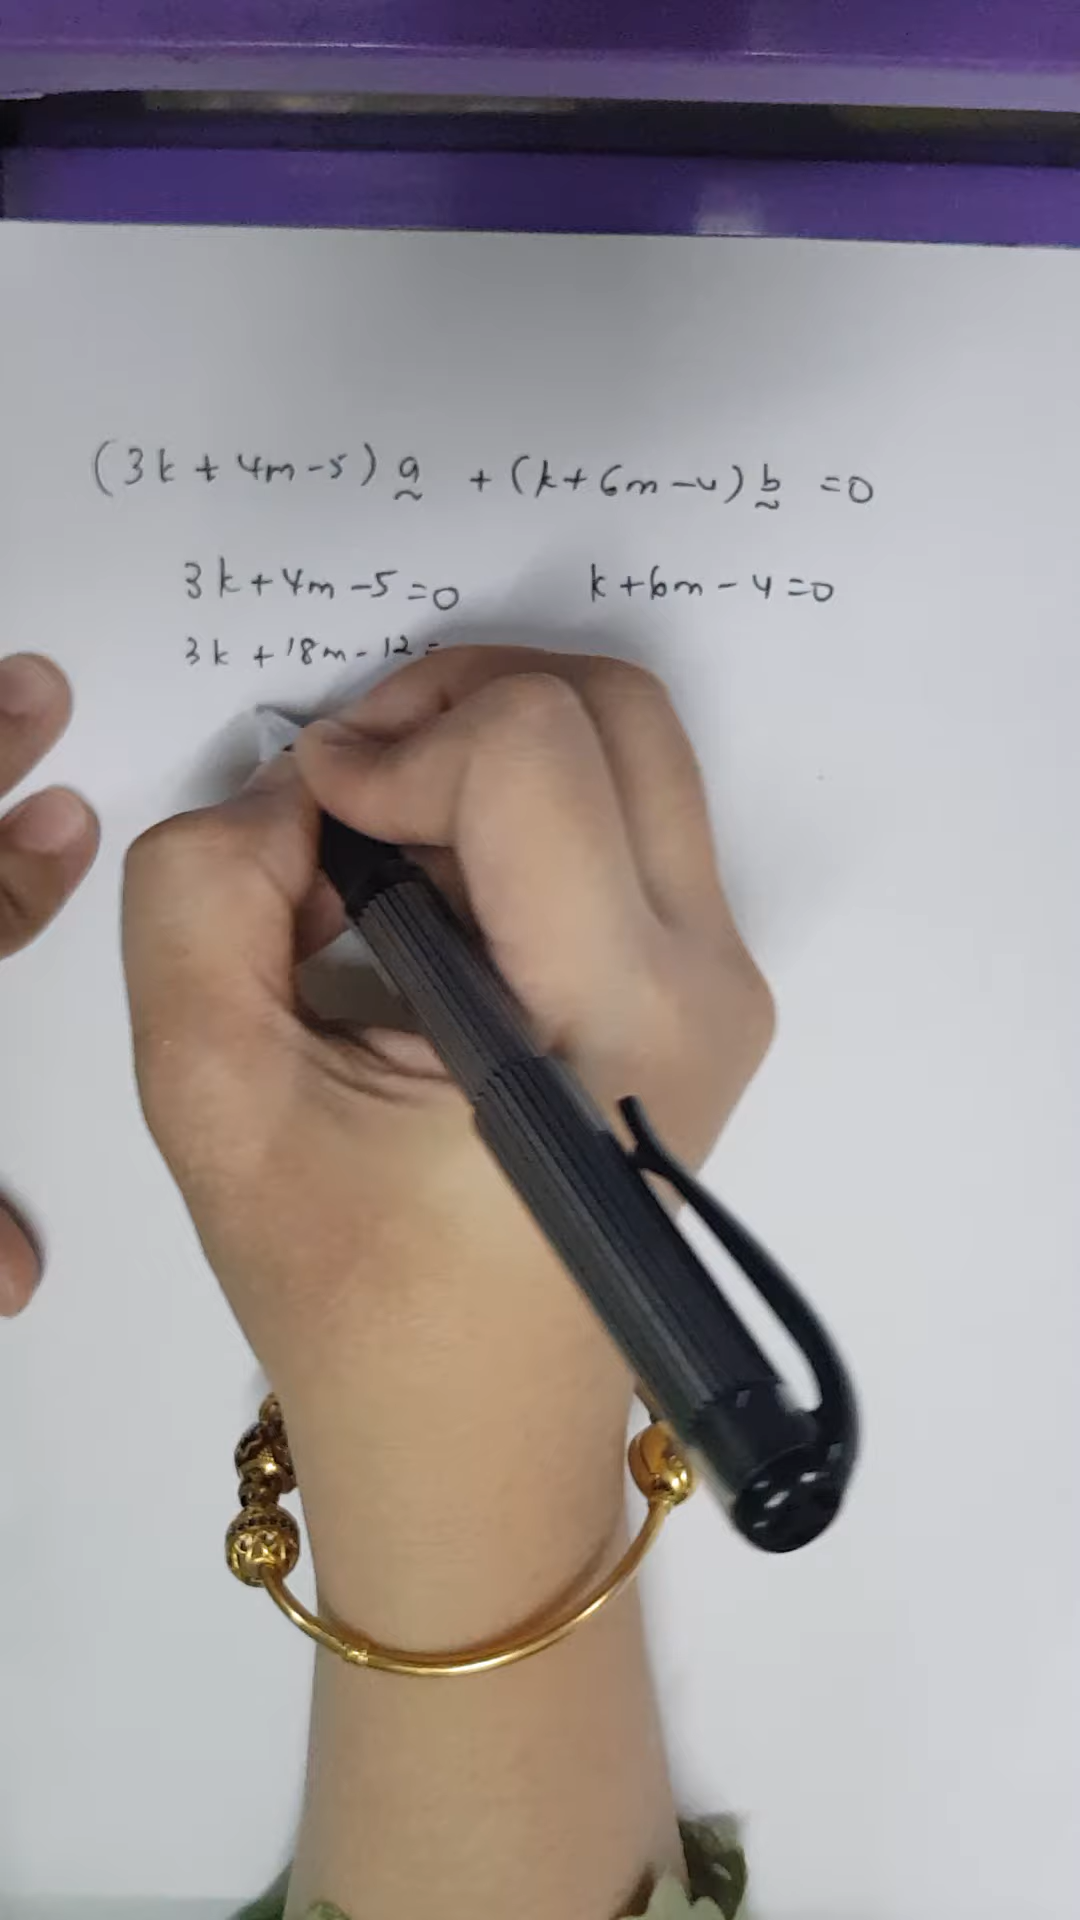 (3k + 4m - 5) a + (k + 6m - 4) b = 0
3k + 4m - 5 = 0 k + 6m - 4 = 0
3k + 18m - 12 =